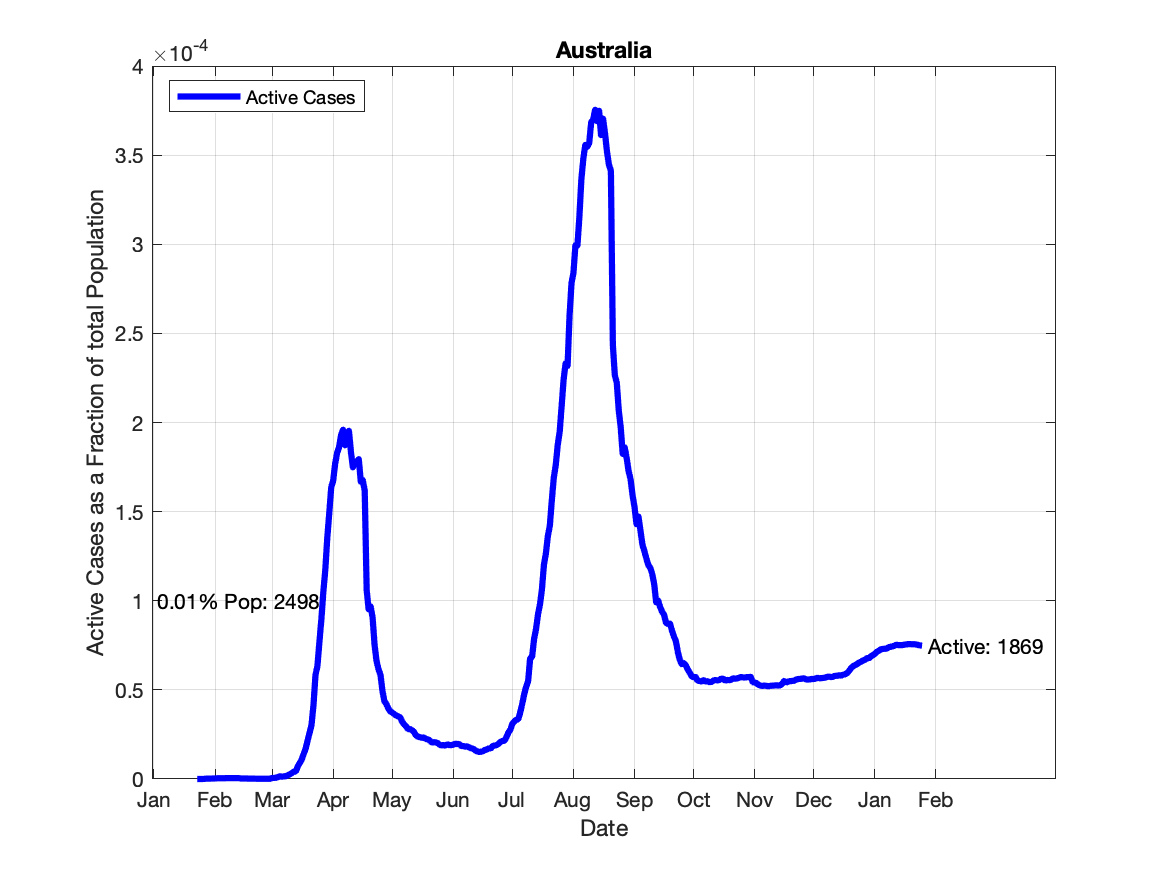 Australia
×10-4
Active Cases
4
3.5
3
2.5
2
1.5
1
0.5
0
Active Cases as a Fraction of total Population
0.01% Pop: 2498
Active: 1869
Jan Feb Mar Apr May Jun Jul Aug Sep Oct Nov Dec Jan Feb
Date